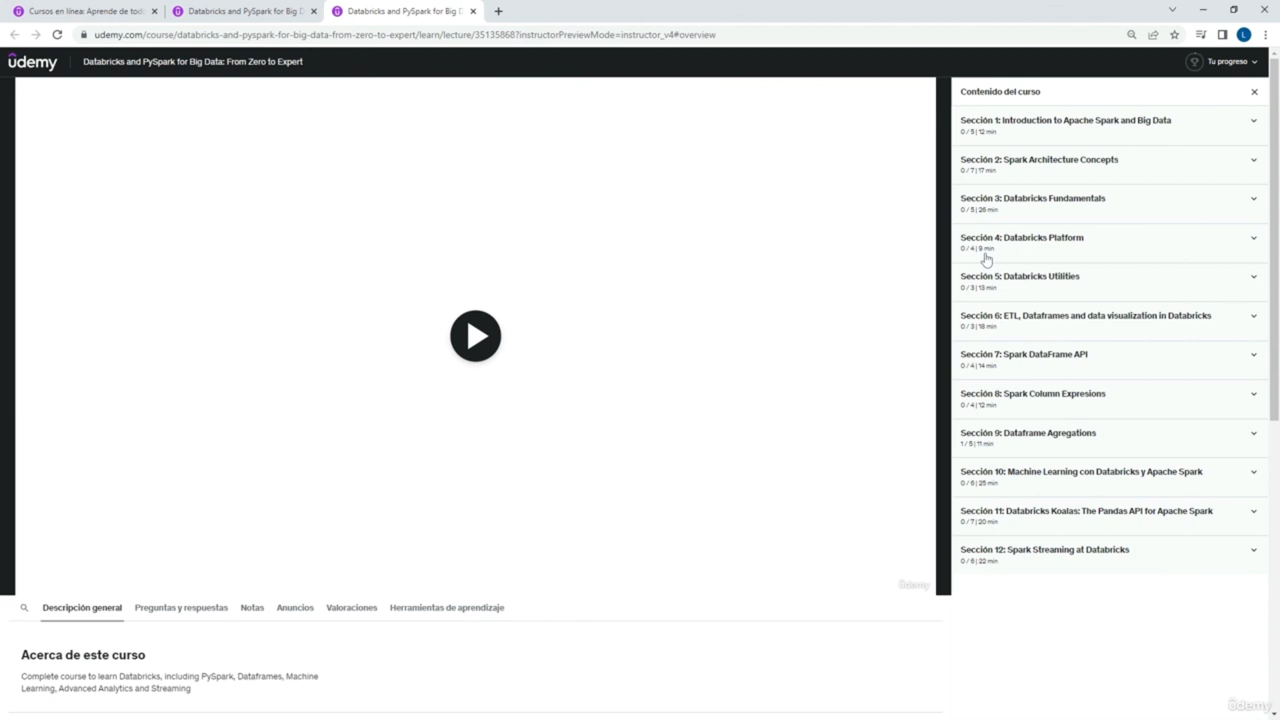 Cursos en línea: Aprende de todo
Databricks and PySpark for Big D
Databricks and PySpark for Big D
udemy.com/course/databricks-and-pyspark-for-big-data-from-zero-to-expert/learn/lecture/35135868?instructorPreviewMode=instructor_v4#overview
L
ûdemy
Databricks and PySpark for Big Data: From Zero to Expert
Tu progreso
Contenido del curso
Sección 1: Introduction to Apache Spark and Big Data
0 / 5 | 12 min
Sección 2: Spark Architecture Concepts
0 / 7 | 17 min
Sección 3: Databricks Fundamentals
0 / 5 | 26 min
Sección 4: Databricks Platform
0 / 4 | 9 min
Sección 5: Databricks Utilities
0 / 3 | 13 min
Sección 6: ETL, Dataframes and data visualization in Databricks
0 / 3 | 18 min
Sección 7: Spark DataFrame API
0 / 4 | 14 min
Sección 8: Spark Column Expresions
0 / 4 | 12 min
Sección 9: Dataframe Agregations
1 / 5 | 11 min
Sección 10: Machine Learning con Databricks y Apache Spark
0 / 6 | 25 min
Sección 11: Databricks Koalas: The Pandas API for Apache Spark
0 / 7 | 20 min
Sección 12: Spark Streaming at Databricks
0 / 6 | 22 min
ûdemy
Descripción general Preguntas y respuestas Notas Anuncios Valoraciones Herramientas de aprendizaje
Acerca de este curso
Complete course to learn Databricks, including PySpark, Dataframes, Machine
Learning, Advanced Analytics and Streaming
ûdemy